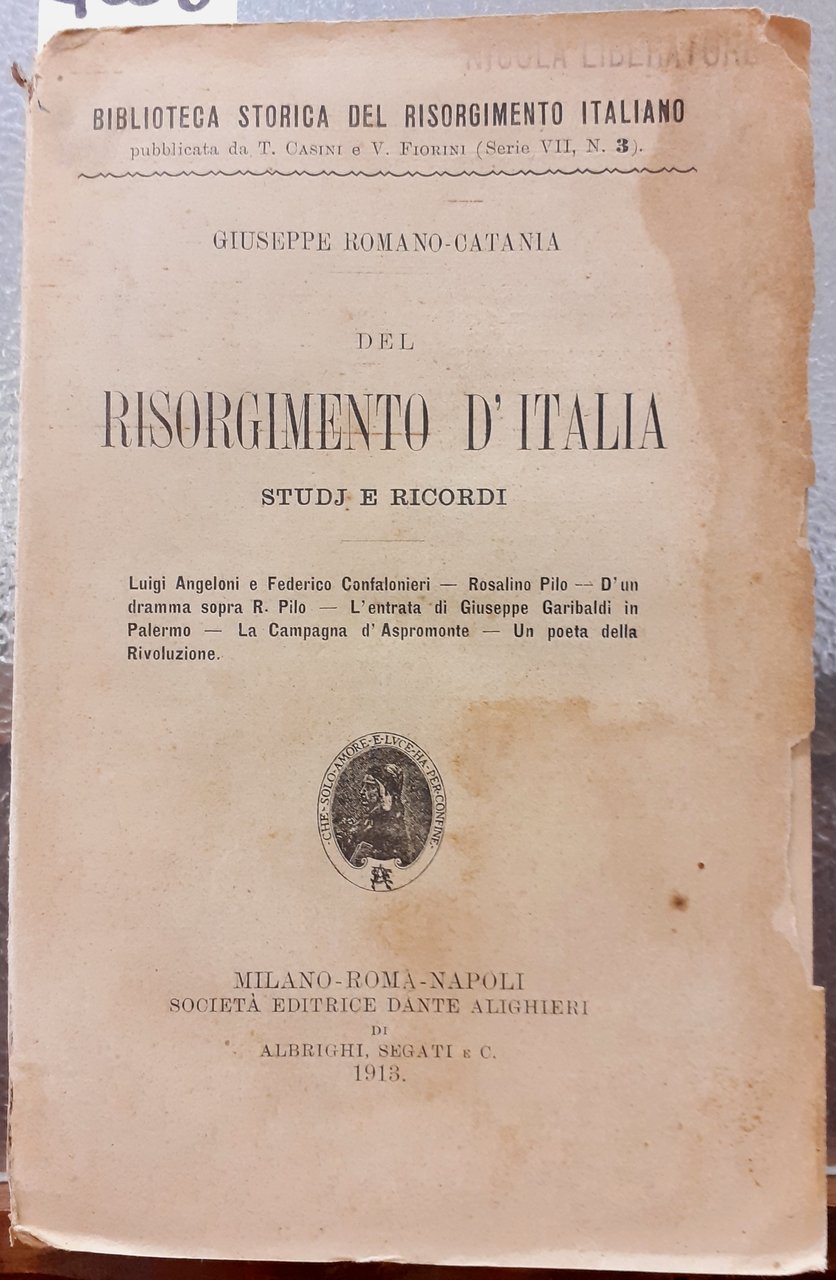 NICOLA LIBERATORE
BIBLIOTECA STORICA DEL RISORGIMENTO ITALIANO
pubblicata da T. CASINI e V. FIORINI (Serie VII, N. 3).
GIUSEPPE ROMANO-CATANIA
DEL
RISORGIMENTO D'ITALIA
STUDJ E RICORDI
Luigi Angeloni e Federico Confalonieri — Rosalino Pilo — D'un
dramma sopra R. Pilo — L'entrata di Giuseppe Garibaldi in
Palermo — La Campagna d'Aspromonte — Un poeta della
Rivoluzione.
·CHE·SOLO·AMORE·E·LVCE·HA·PER·CONFINE·
MILANO-ROMA-NAPOLI
SOCIETÀ EDITRICE DANTE ALIGHIERI
DI
ALBRIGHI, SEGATI E C.
1913.